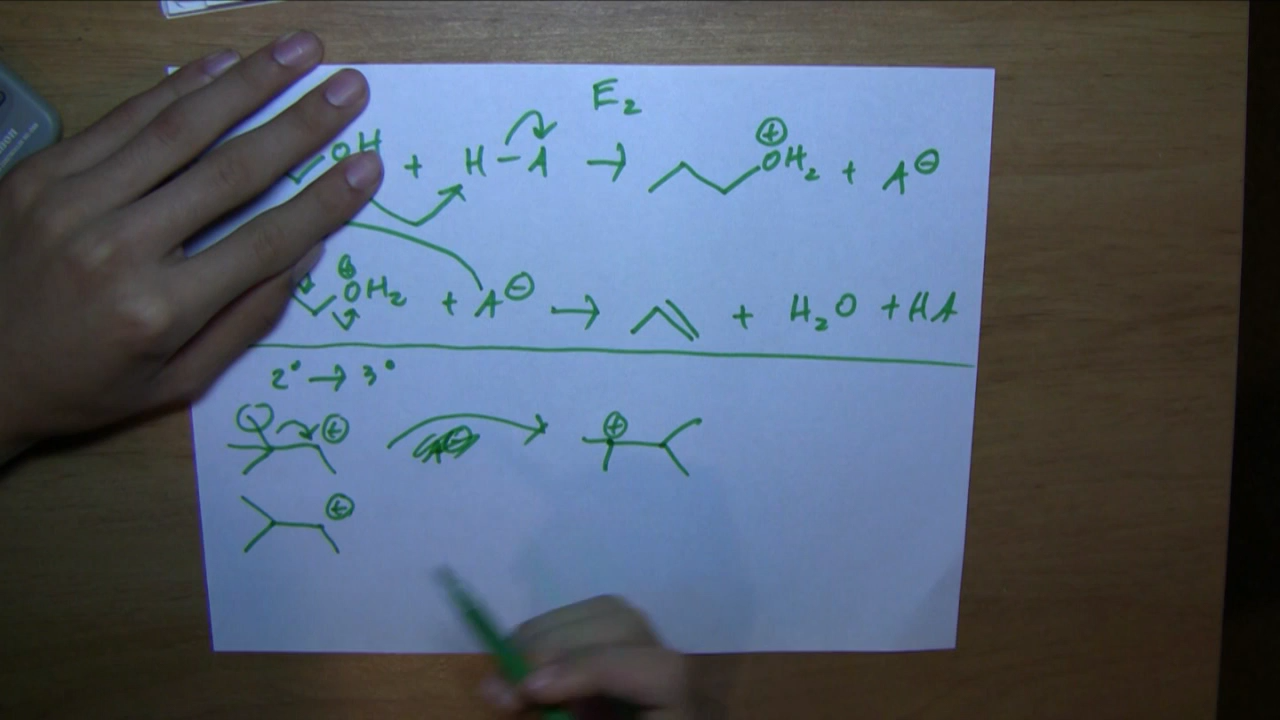 E₂
OH + H–A → ⊕OH₂ + A⊖
⊕OH₂ + A⊖ → + H₂O + HA
2° → 3°
⊕ → ⊕
⊕